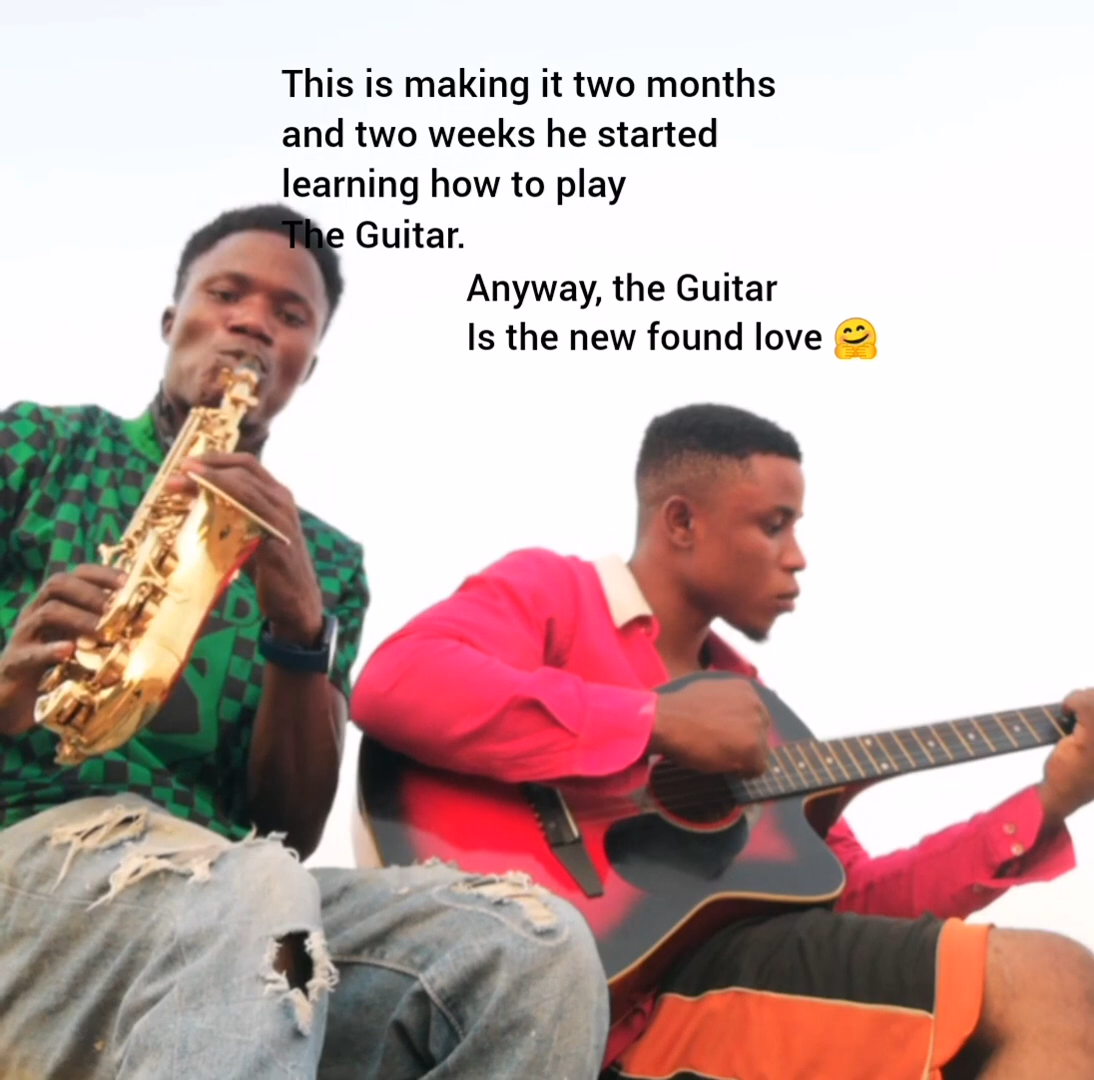 This is making it two months
and two weeks he started
learning how to play
The Guitar.
Anyway, the Guitar
Is the new found love 🤗